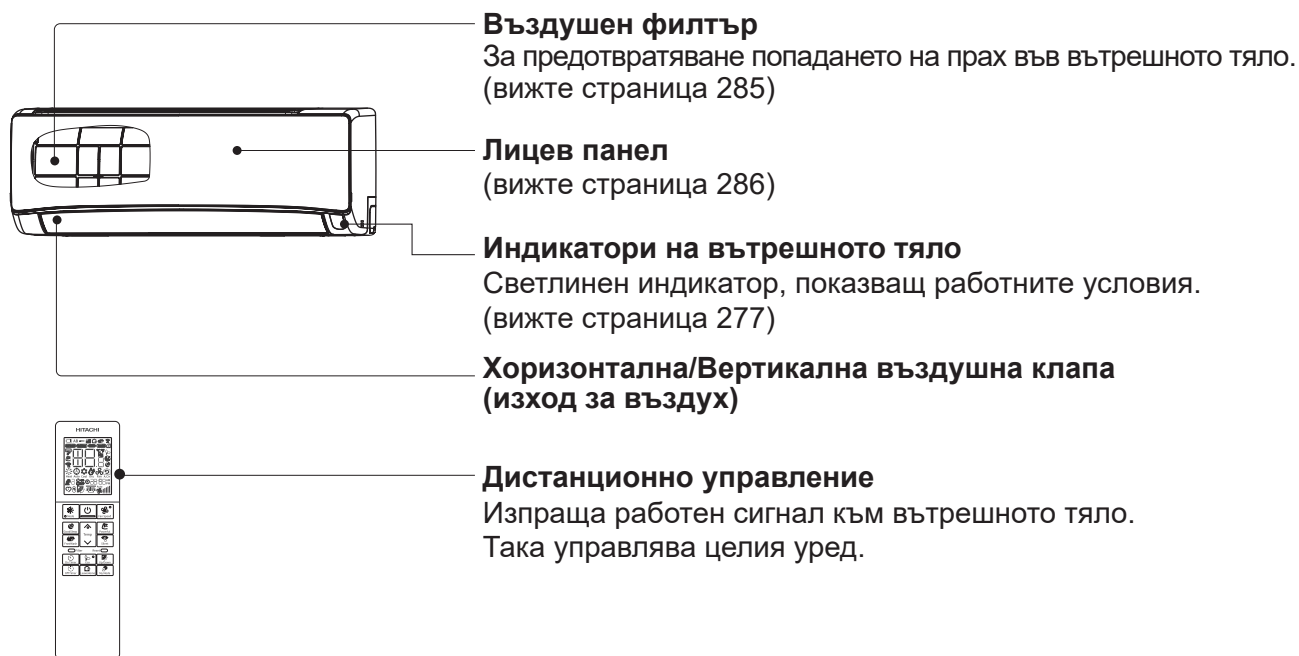 Въздушен филтър
За предотвратяване попадането на прах във вътрешното тяло.
(вижте страница 285)
Лицев панел
(вижте страница 286)
Индикатори на вътрешното тяло
Светлинен индикатор, показващ работните условия.
(вижте страница 277)
Хоризонтална/Вертикална въздушна клапа
(изход за въздух)
HITACHI
Дистанционно управление
Изпраща работен сигнал към вътрешното тяло.
Така управлява целия уред.